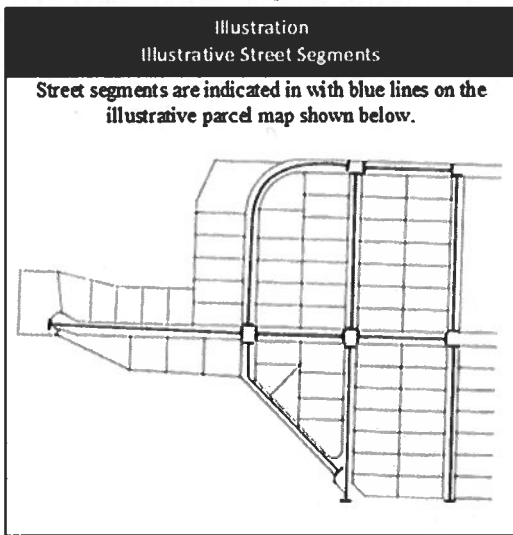 Illustration
Illustrative Street Segments
Street segments are indicated in with blue lines on the
illustrative parcel map shown below.